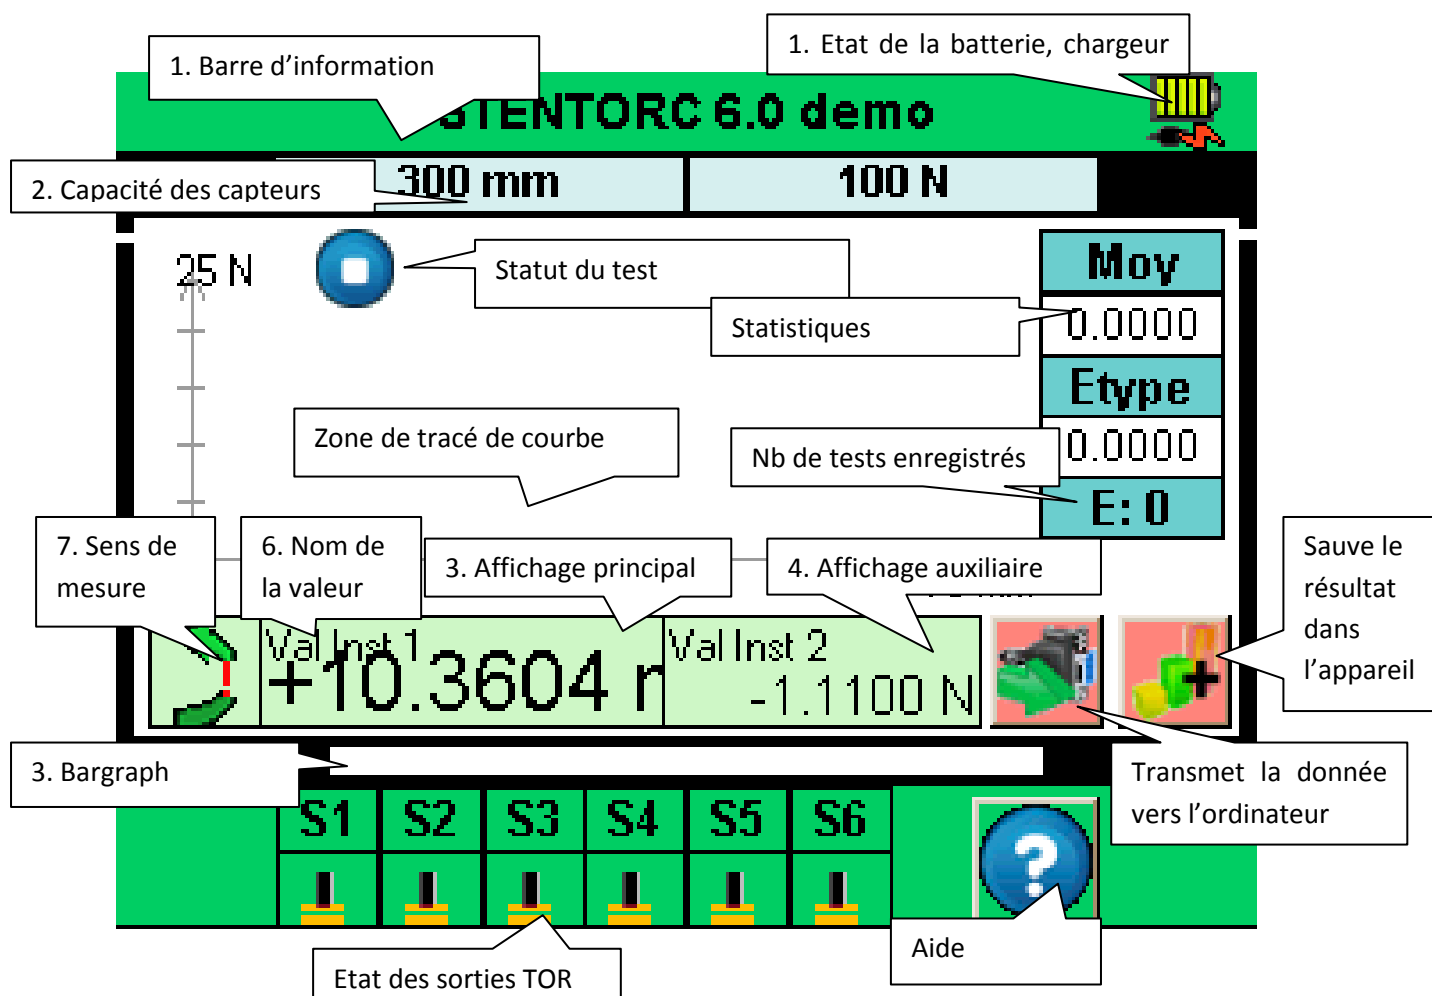 1. Barre d’information
1. Etat de la batterie, chargeur
STENTORC 6.0 demo
2. Capacité des capteurs
300 mm
100 N
25 N
Statut du test
Moy
Statistiques
0.0000
Etype
Zone de tracé de courbe
Nb de tests enregistrés
0.0000
E: 0
7. Sens de
mesure
6. Nom de
la valeur
3. Affichage principal
4. Affichage auxiliaire
Sauve le
résultat
dans
l’appareil
Val Inst 1
+10.3604
Val Inst 2
-1.1100 N
3. Bargraph
Transmet la donnée
vers l’ordinateur
S1 S2 S3 S4 S5 S6
?
Aide
Etat des sorties TOR